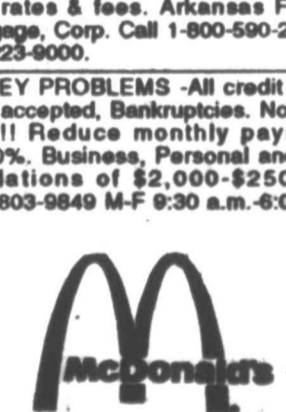 rates & fees. Arkansas F
gage, Corp. Call 1-800-590-2
23-9000.
EY PROBLEMS -All credit
accepted, Bankruptcies. No
!! Reduce monthly pay
0%. Business, Personal and
lations of $2,000-$250
803-9849 M-F 9:30 a.m.-6:0
McDonald's